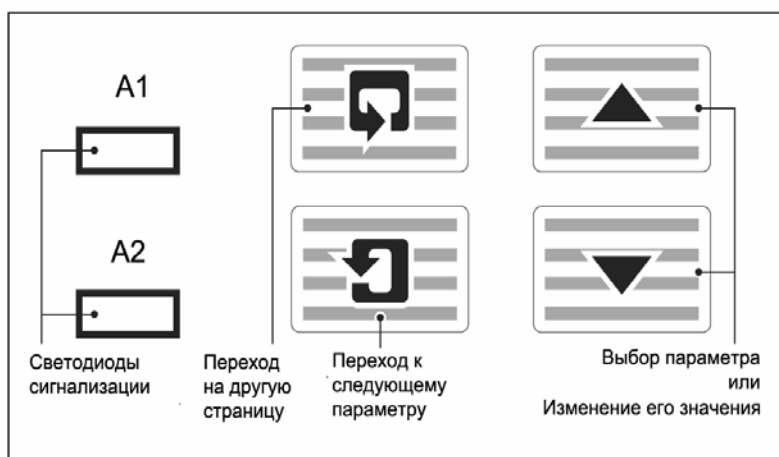 A1
A2
Светодиоды
сигнализации
Переход
на другую
страницу
Переход к
следующему
параметру
Выбор параметра
или
Изменение его значения